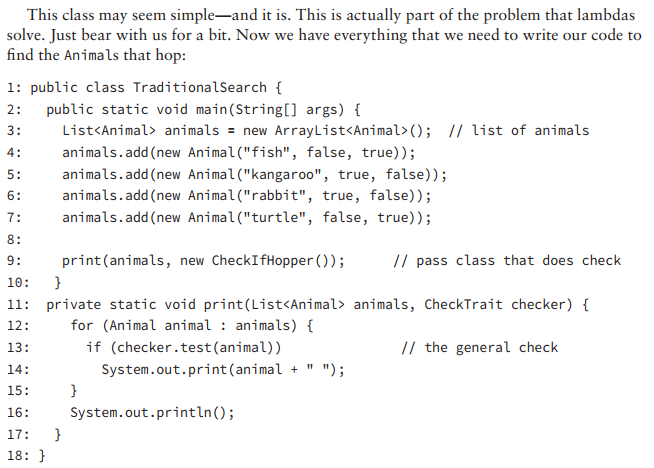 This class may seem simple—and it is. This is actually part of the problem that lambdas
solve. Just bear with us for a bit. Now we have everything that we need to write our code to
find the Animals that hop:
1: public class TraditionalSearch {
2:   public static void main(String[] args) {
3:     List<Animal> animals = new ArrayList<Animal>();  // list of animals
4:     animals.add(new Animal("fish", false, true));
5:     animals.add(new Animal("kangaroo", true, false));
6:     animals.add(new Animal("rabbit", true, false));
7:     animals.add(new Animal("turtle", false, true));
8:
9:     print(animals, new CheckIfHopper());      // pass class that does check
10:   }
11:  private static void print(List<Animal> animals, CheckTrait checker) {
12:     for (Animal animal : animals) {
13:       if (checker.test(animal))               // the general check
14:         System.out.print(animal + " ");
15:     }
16:     System.out.println();
17:   }
18: }